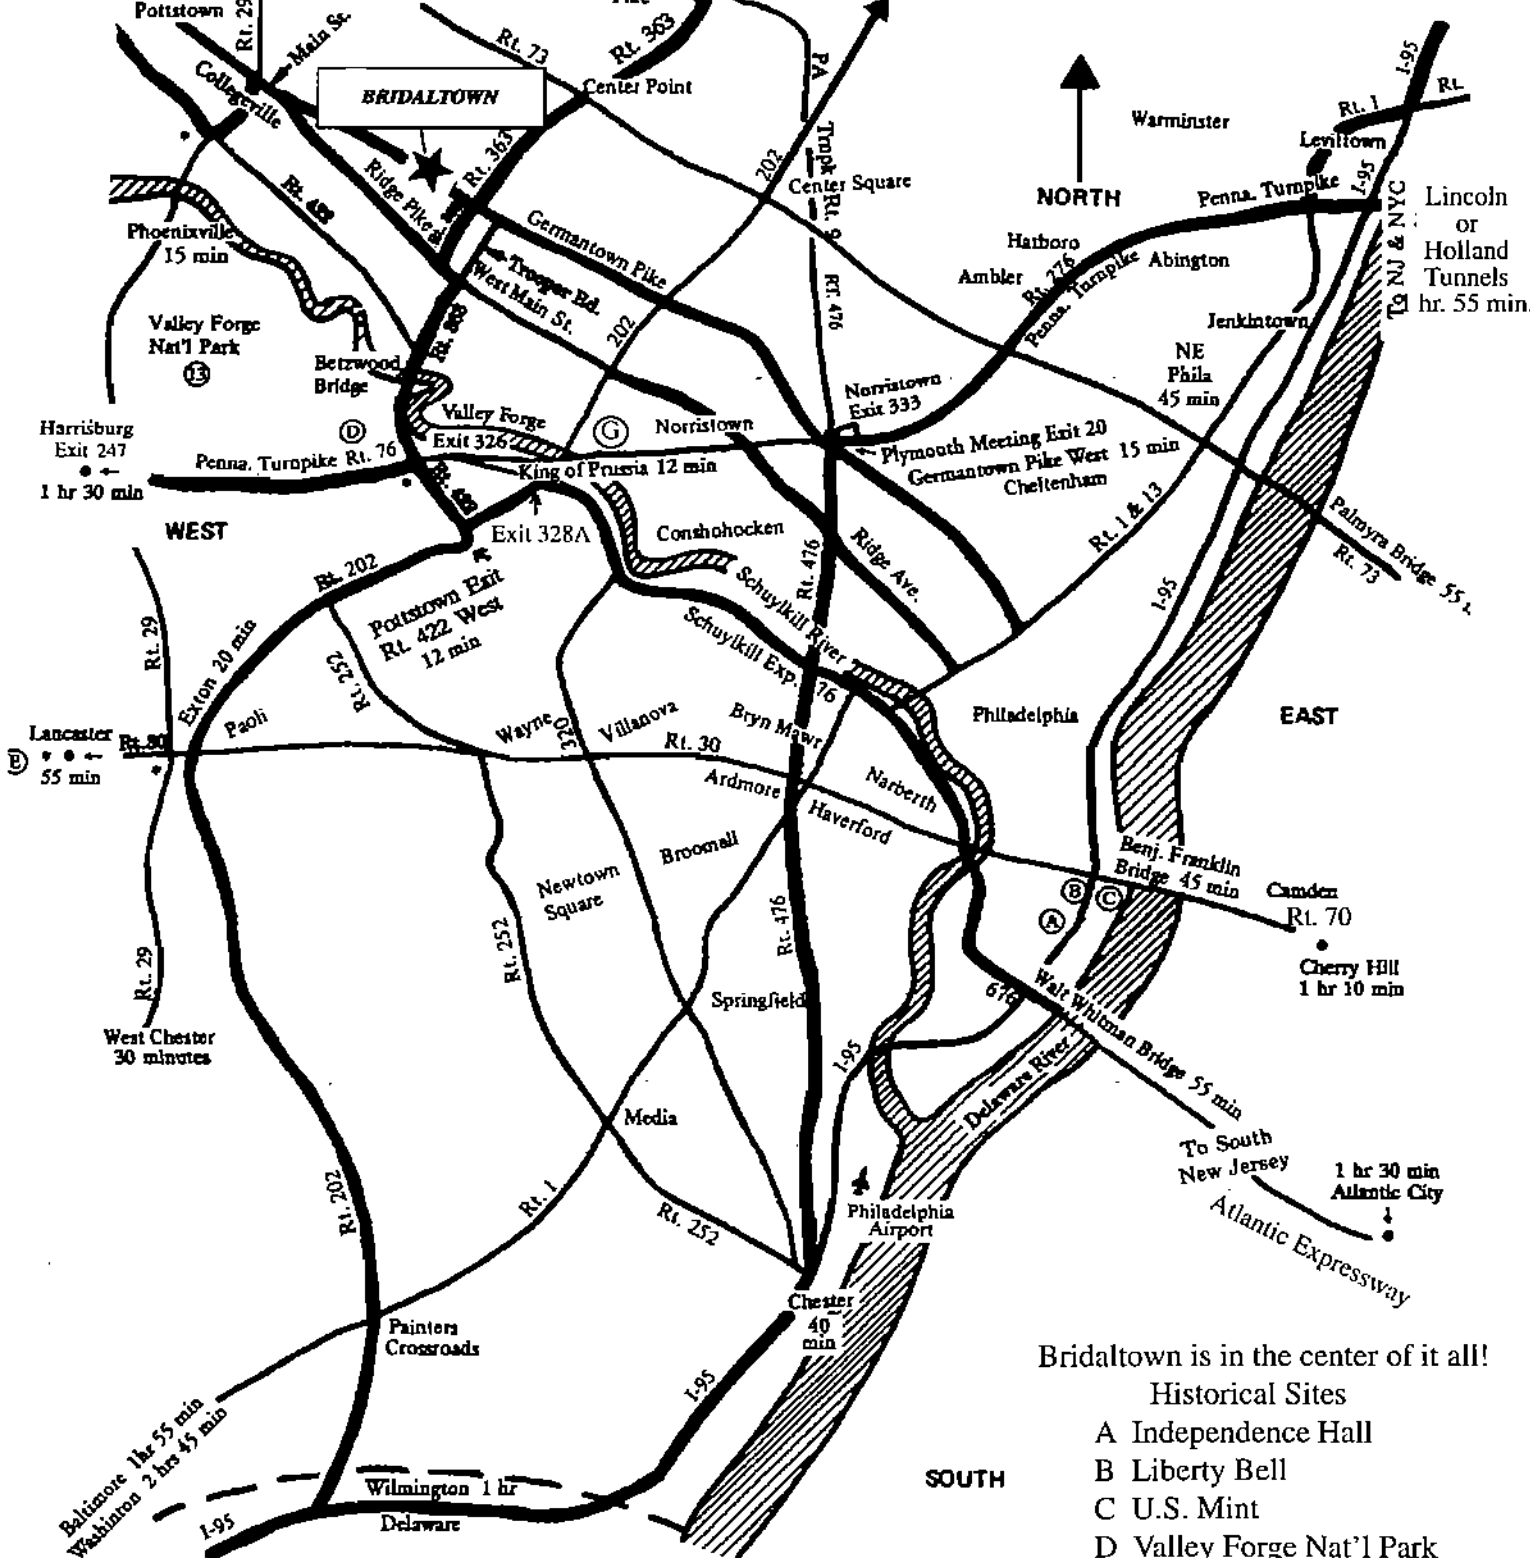 Pottstown
Rt. 29
Main St.
Rt. 73
Rt. 363
PA
Collegeville
BRIDALTOWN
Center Point
I-95
Rt.
Rt. 1
Warminster
Levittown
Rt. 363
Trnpk Rt. 9
202
Center Square
NORTH
Penna. Turnpike
I-95
To NJ & NYC
Lincoln
or
Holland
Tunnels
1 hr. 55 min.
Ridge Pike
Phoenixville
15 min
Germantown Pike
Trooper Rd.
West Main St.
Hatboro
Ambler
Abington
Rt. 276
Penna. Turnpike
Rt. 476
Valley Forge
Nat'l Park
13
202
Jenkintown
NE
Phila
45 min
Betzwood
Bridge
Norristown
Exit 333
Harrisburg
Exit 247
1 hr 30 min
D
Valley Forge
Exit 326
G
Norristown
Penna. Turnpike Rt. 76
King of Prussia 12 min
Plymouth Meeting Exit 20
Germantown Pike West 15 min
Cheltenham
WEST
Exit 328A
Conshohocken
Rt. 1 & 13
Palmyra Bridge 55
Rt. 73
Rt. 202
Pottstown Exit
Rt. 422 West
12 min
Rt. 476
Ridge Ave.
Schuylkill River
Schuylkill Exp. 76
I-95
Rt. 29
Exton 20 min
Rt. 252
Paoli
Wayne
320
Villanova
Bryn Mawr
Rt. 30
Philadelphia
EAST
Lancaster
55 min
E
Rt. 30
Ardmore
Narberth
Haverford
Broomall
Newtown
Square
Benj. Franklin
Bridge 45 min
B
C
A
Camden
Rt. 70
Cherry Hill
1 hr 10 min
Rt. 476
Rt. 252
Rt. 29
West Chester
30 minutes
Springfield
676
Walt Whitman Bridge 55 min
I-95
Delaware River
Media
To South
New Jersey
1 hr 30 min
Atlantic City
Atlantic Expressway
Rt. 202
Rt. 1
Rt. 252
Philadelphia
Airport
Chester
40
min
Painters
Crossroads
I-95
Baltimore 1hr 55 min
Washinton 2 hrs 45 min
Wilmington 1 hr
Delaware
I-95
SOUTH
Bridaltown is in the center of it all!
Historical Sites
A Independence Hall
B Liberty Bell
C U.S. Mint
D Valley Forge Nat'l Park